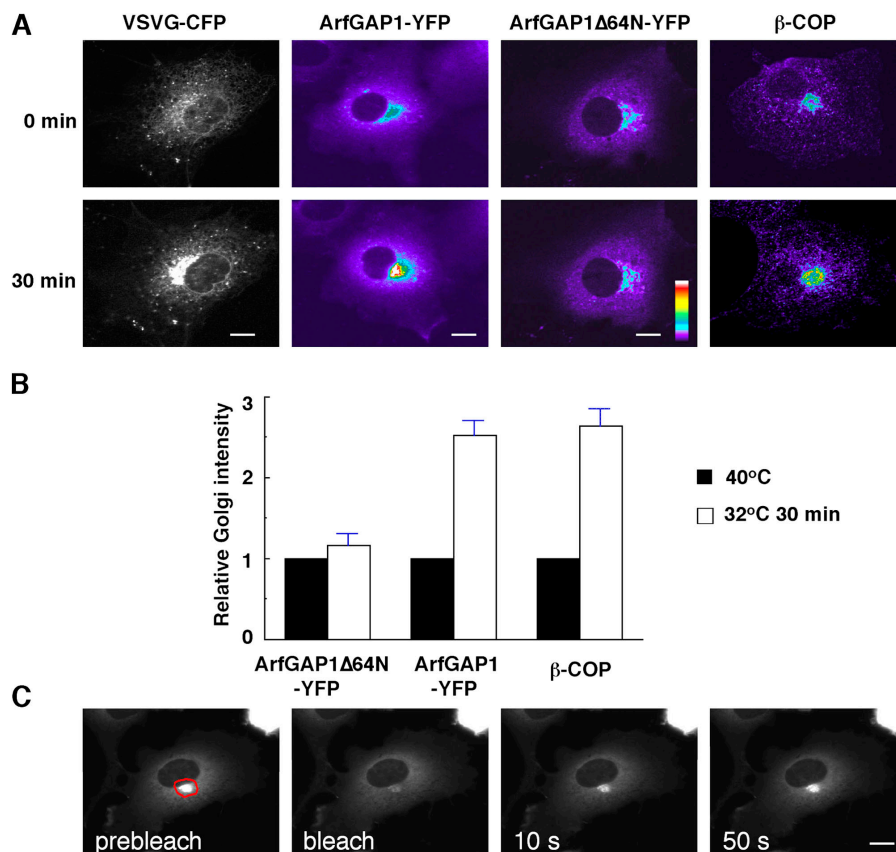 A
VSVG-CFP ArfGAP1-YFP ArfGAP1Δ64N-YFP β-COP
0 min
30 min
B
Relative Golgi intensity
3
2
1
0
40°C
32°C 30 min
ArfGAP1Δ64N
-YFP
ArfGAP1
-YFP
β-COP
C
prebleach bleach 10 s 50 s